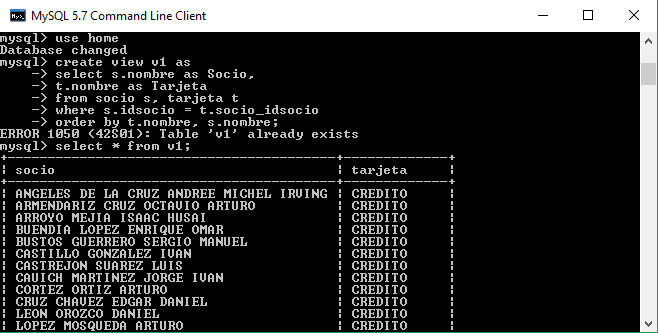 MySQL 5.7 Command Line Client
mysql> use home
Database changed
mysql> create view v1 as
    -> select s.nombre as Socio,
    -> t.nombre as Tarjeta
    -> from socio s, tarjeta t
    -> where s.idsocio = t.socio_idsocio
    -> order by t.nombre, s.nombre;
ERROR 1050 (42S01): Table 'v1' already exists
mysql> select * from v1;
+----------------------------------------+-------------+
| socio                                  | tarjeta     |
+----------------------------------------+-------------+
| ANGELES DE LA CRUZ ANDREE MICHEL IRVING | CREDITO     |
| ARMENDARIZ CRUZ OCTAVIO ARTURO         | CREDITO     |
| ARROYO MEJIA ISAAC HUSAI               | CREDITO     |
| BUENDIA LOPEZ ENRIQUE OMAR             | CREDITO     |
| BUSTOS GUERRERO SERGIO MANUEL          | CREDITO     |
| CASTILLO GONZALEZ IVAN                 | CREDITO     |
| CASTREJON SUAREZ LUIS                  | CREDITO     |
| CAUICH MARTINEZ JORGE IVAN             | CREDITO     |
| CORTEZ ORTIZ ARTURO                    | CREDITO     |
| CRUZ CHAVEZ EDGAR DANIEL               | CREDITO     |
| LEON OROZCO DANIEL                     | CREDITO     |
| LOPEZ MOSQUEDA ARTURO                  | CREDITO     |